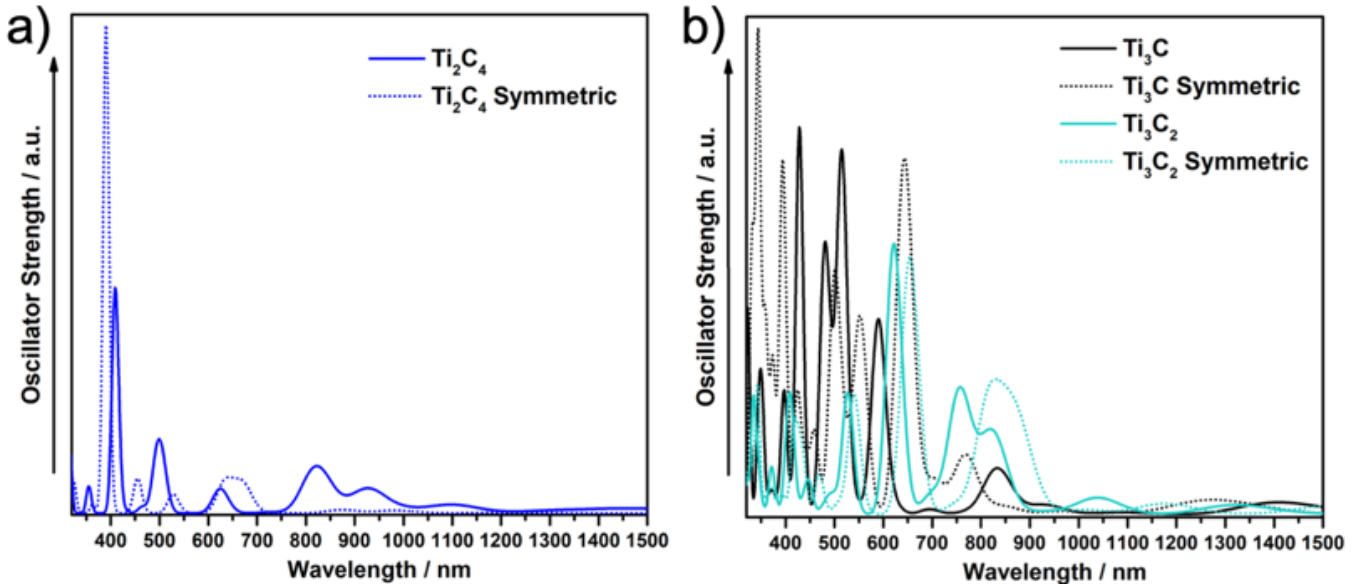 a)
Ti₂C₄
Ti₂C₄ Symmetric
Oscillator Strength / a.u.
400 500 600 700 800 900 1000 1100 1200 1300 1400 1500
Wavelength / nm
b)
Ti₃C
Ti₃C Symmetric
Ti₃C₂
Ti₃C₂ Symmetric
Oscillator Strength / a.u.
400 500 600 700 800 900 1000 1100 1200 1300 1400 1500
Wavelength / nm